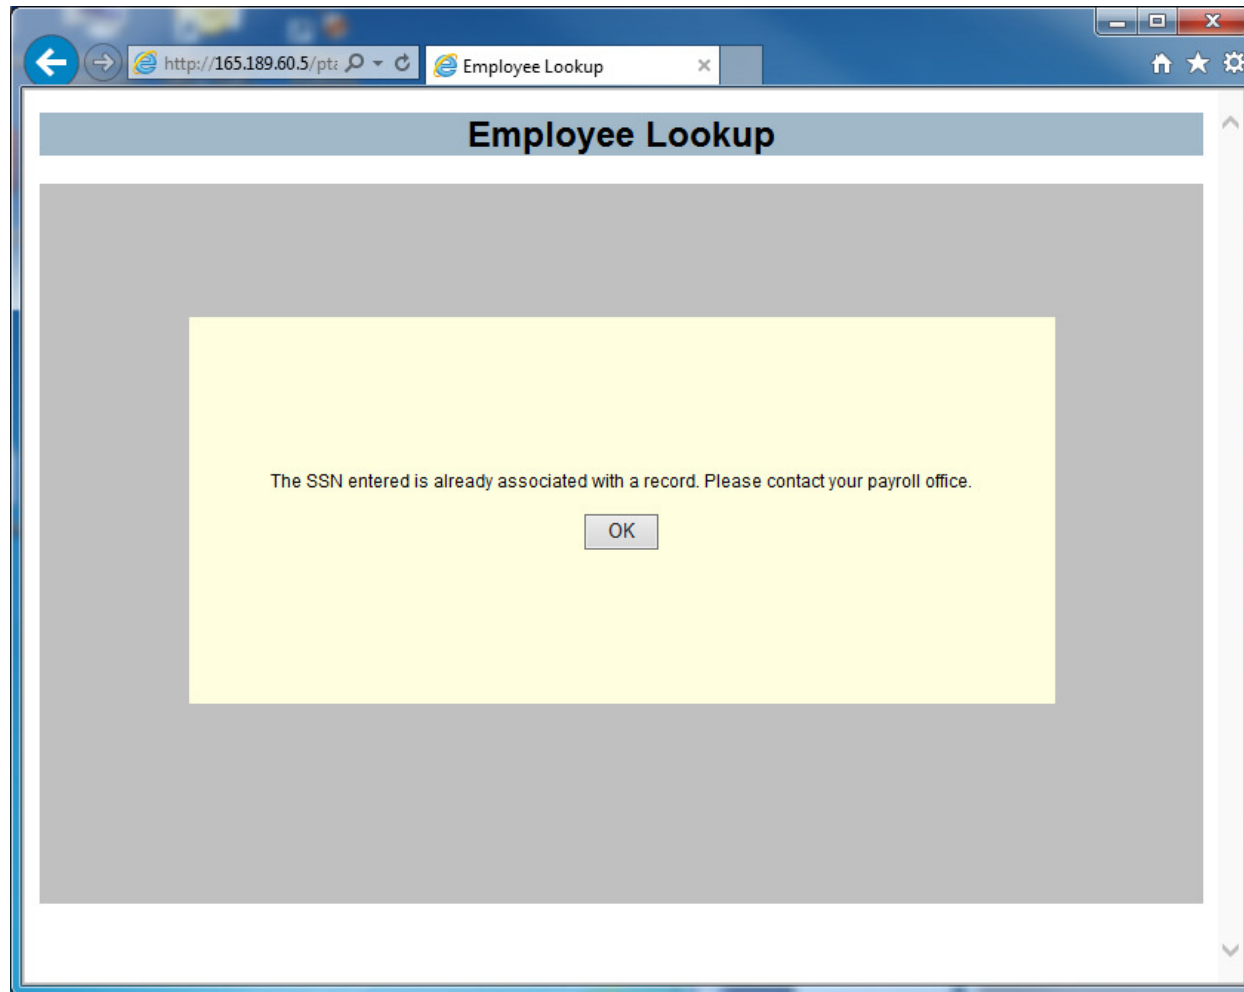 http://165.189.60.5/pta
Employee Lookup
Employee Lookup
The SSN entered is already associated with a record. Please contact your payroll office.
OK